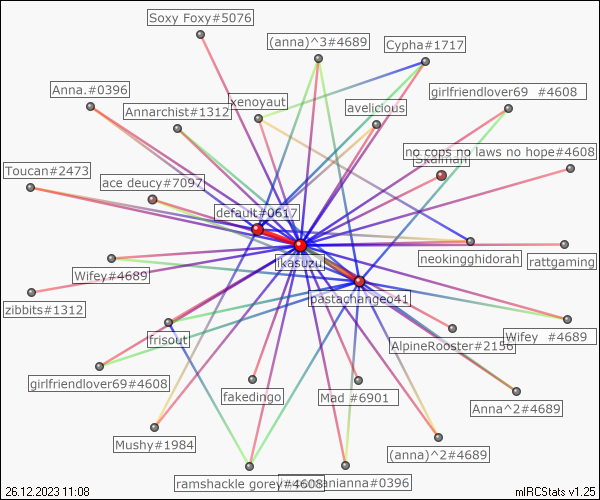 Soxy Foxy#5076
(anna)^3#4689
Cypha#1717
Anna.#0396
girlfriendlover69 #4608
Annarchist#1312
xenoyaut
avelicious
no cops no laws no hope#4608
Toucan#2473
ace deucy#7097
default#0617
ikasuzu
neokingghidorah
rattgaming
Wifey#4689
zibbits#1312
pastachangeo41
frisout
AlpineRooster#2156
Wifey #4689
girlfriendlover69#4608
fakedingo
Mad #6901
Anna^2#4689
Mushy#1984
(anna)^2#4689
ramshackle gorey#4608
anianna#0396
26.12.2023 11:08
mIRCStats v1.25